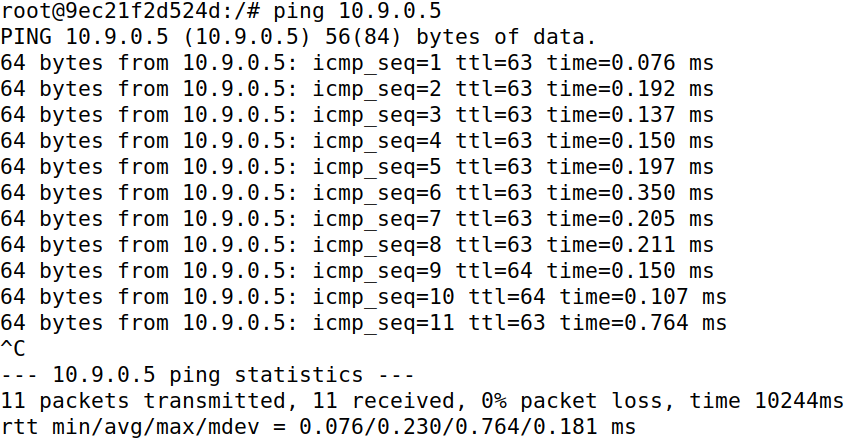 root@9ec21f2d524d:/# ping 10.9.0.5
PING 10.9.0.5 (10.9.0.5) 56(84) bytes of data.
64 bytes from 10.9.0.5: icmp_seq=1 ttl=63 time=0.076 ms
64 bytes from 10.9.0.5: icmp_seq=2 ttl=63 time=0.192 ms
64 bytes from 10.9.0.5: icmp_seq=3 ttl=63 time=0.137 ms
64 bytes from 10.9.0.5: icmp_seq=4 ttl=63 time=0.150 ms
64 bytes from 10.9.0.5: icmp_seq=5 ttl=63 time=0.197 ms
64 bytes from 10.9.0.5: icmp_seq=6 ttl=63 time=0.350 ms
64 bytes from 10.9.0.5: icmp_seq=7 ttl=63 time=0.205 ms
64 bytes from 10.9.0.5: icmp_seq=8 ttl=63 time=0.211 ms
64 bytes from 10.9.0.5: icmp_seq=9 ttl=64 time=0.150 ms
64 bytes from 10.9.0.5: icmp_seq=10 ttl=64 time=0.107 ms
64 bytes from 10.9.0.5: icmp_seq=11 ttl=63 time=0.764 ms
^C
--- 10.9.0.5 ping statistics ---
11 packets transmitted, 11 received, 0% packet loss, time 10244ms
rtt min/avg/max/mdev = 0.076/0.230/0.764/0.181 ms